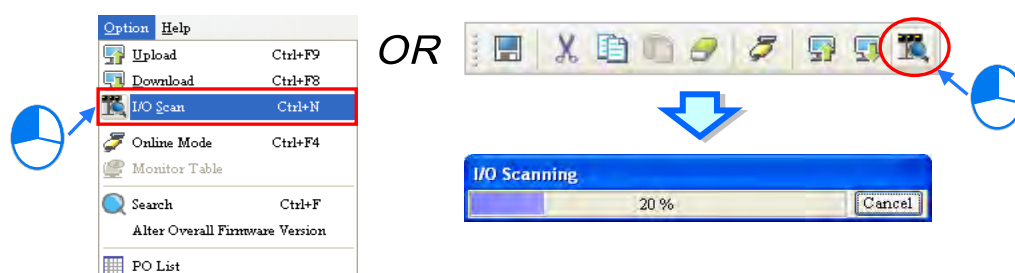 Option Help
Upload Ctrl+F9
Download Ctrl+F8
I/O Scan Ctrl+N
Online Mode Ctrl+F4
Monitor Table
Search Ctrl+F
Alter Overall Firmware Version
PO List
OR
I/O Scanning
20 %
Cancel